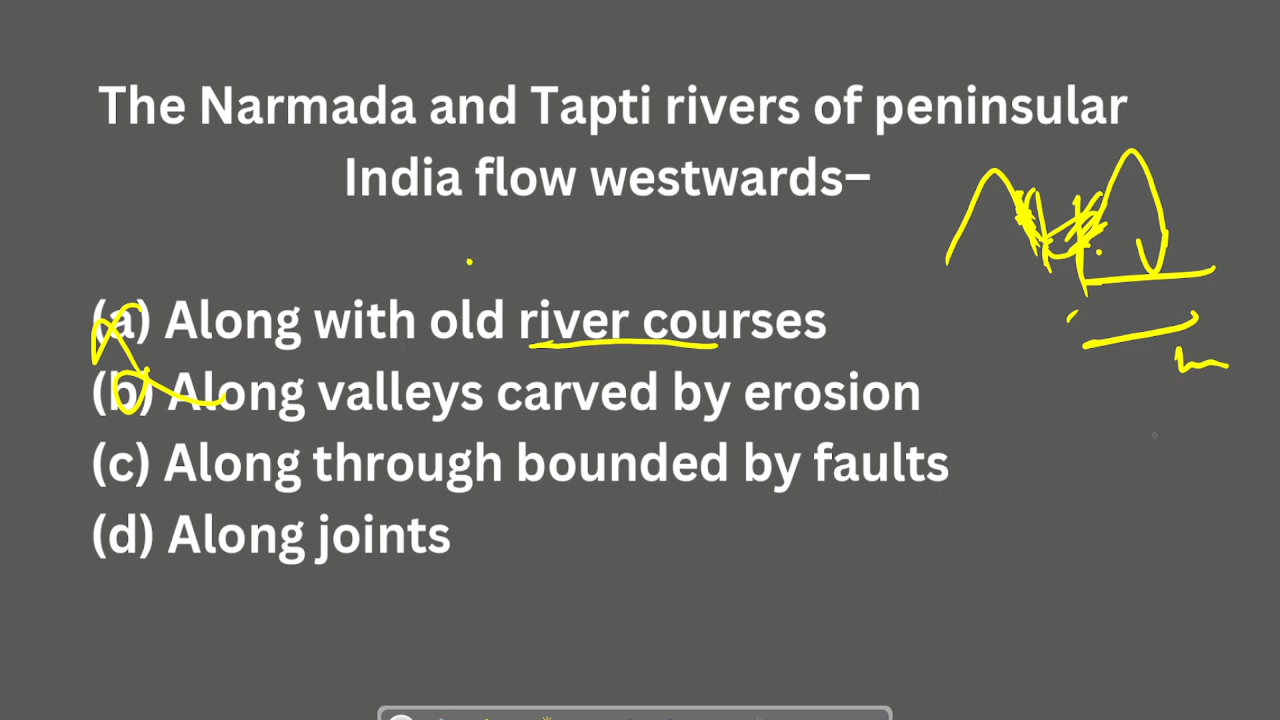 The Narmada and Tapti rivers of peninsular
India flow westwards–
(a) Along with old river courses
(b) Along valleys carved by erosion
(c) Along through bounded by faults
(d) Along joints